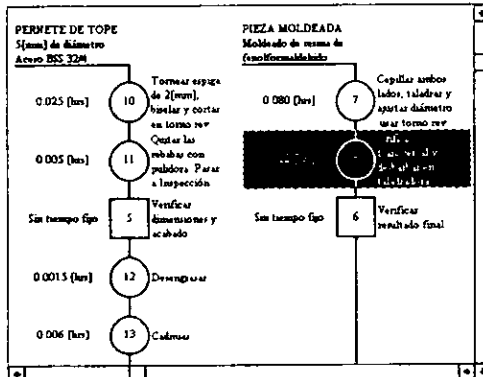 PERNETE DE TOPE
5[mm] de diámetro
Acero BSS 32
0.025 [hrs]
10
Tornear espiga
de 2[mm],
biselar y cortar
en torno rev
0.005 [hrs]
11
Quitar las
rebabas con
pulidora. Pasar
a Inspección
Sin tiempo fijo
5
Verificar
dimensiones y
acabado
0.0015 [hrs]
12
Desengrasar
0.006 [hrs]
13
Cadmiar
PIEZA MOLDEADA
Moldeado de resina de
fenolformaldehido
0.080 [hrs]
7
Cepillar ambos
lados, taladrar y
ajustar diámetro
usar torno rev
Sin tiempo fijo
6
Verificar
resultado final